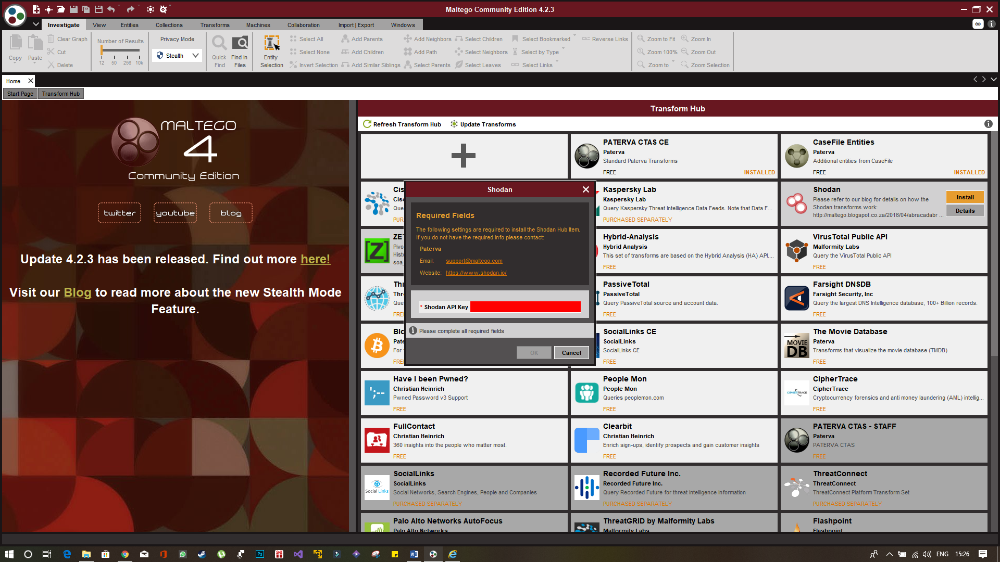 Maltego Community Edition 4.2.3
Investigate View Entities Collections Transforms Machines Collaboration Import | Export Windows
Copy
Paste
Clear Graph
Cut
Delete
Number of Results
12 50 256 10k
Privacy Mode
Stealth
Quick Find
Find in Files
Entity Selection
Select All
Select None
Invert Selection
Add Parents
Add Children
Add Similar Siblings
Add Neighbors
Add Path
Select Parents
Select Children
Select Neighbors
Select Leaves
Select Bookmarked
Select by Type
Select Links
Reverse Links
Zoom to Fit
Zoom 100%
Zoom to
Zoom In
Zoom Out
Zoom Selection
Home
Start Page Transform Hub
MALTEGO
4
Community Edition
twitter youtube blog
Update 4.2.3 has been released. Find out more here!
Visit our Blog to read more about the new Stealth Mode
Feature.
Transform Hub
Refresh Transform Hub Update Transforms
PATERVA CTAS CE
Paterva
Standard Paterva Transforms
FREE INSTALLED
CaseFile Entities
Paterva
Additional entities from CaseFile
FREE INSTALLED
Cis
Cisc
Que
PUR
Kaspersky Lab
Kaspersky Lab
Query Kaspersky Threat Intelligence Data Feeds. Note that Data F...
PURCHASED SEPARATELY
Shodan
Please refer to our blog for details on how the
Shodan transforms work:
http://maltego.blogspot.co.za/2016/04/abracadabr ...
Install
Details
ZE
Pivo
Hist
soa_
Hybrid-Analysis
Hybrid Analysis
This set of transforms are based on the Hybrid Analysis (HA) API....
FREE
VirusTotal Public API
Malformity Labs
Query the VirusTotal Public API
FREE
Thr
Thre
Que
FREE
PassiveTotal
PassiveTotal
Query PassiveTotal source and account data.
FREE
Farsight DNSDB
Farsight Security, Inc
Query the largest DNS Intelligence database, 100+ Billion records.
FREE
Blo
Pate
For
FREE
SocialLinks CE
SocialLinks
SocialLinks CE
FREE
MOVIE
DB
The Movie Database
Paterva
Transforms that visualize the movie database (TMDB)
FREE
Shodan
Required Fields
The following settings are required to install the Shodan Hub Item.
If you do not have the required info please contact:
Paterva
Email: support@maltego.com
Website: https://www.shodan.io/
* Shodan API Key
Please complete all required fields
OK Cancel
';--
Have I been Pwned?
Christian Heinrich
Pwned Password v3 Support
FREE
People Mon
People Mon
Queries peoplemon.com
FREE
CIPHERTRACE
CipherTrace
CipherTrace
Cryptocurrency forensics and anti money laundering (AML) intellig...
FREE
FullContact
Christian Heinrich
360 insights into the people who matter most.
FREE
Clearbit
Christian Heinrich
Enrich sign-ups, identify prospects and gain customer insights
FREE
PATERVA CTAS - STAFF
Paterva
PATERVA CTAS
FREE
Social Links
SocialLinks
SocialLinks
Social Networks, Search Engines, People and Companies
PURCHASED SEPARATELY
Recorded Future Inc.
Recorded Future Inc.
Query Recorded Future for threat intelligence information
PURCHASED SEPARATELY
ThreatConnect
ThreatConnect
ThreatConnect Platform Transform Set
PURCHASED SEPARATELY
Palo Alto Networks AutoFocus
Palo Alto Networks
ThreatGRID by Malformity Labs
Malformity Labs
Flashpoint
Flashpoint
ENG 15:26